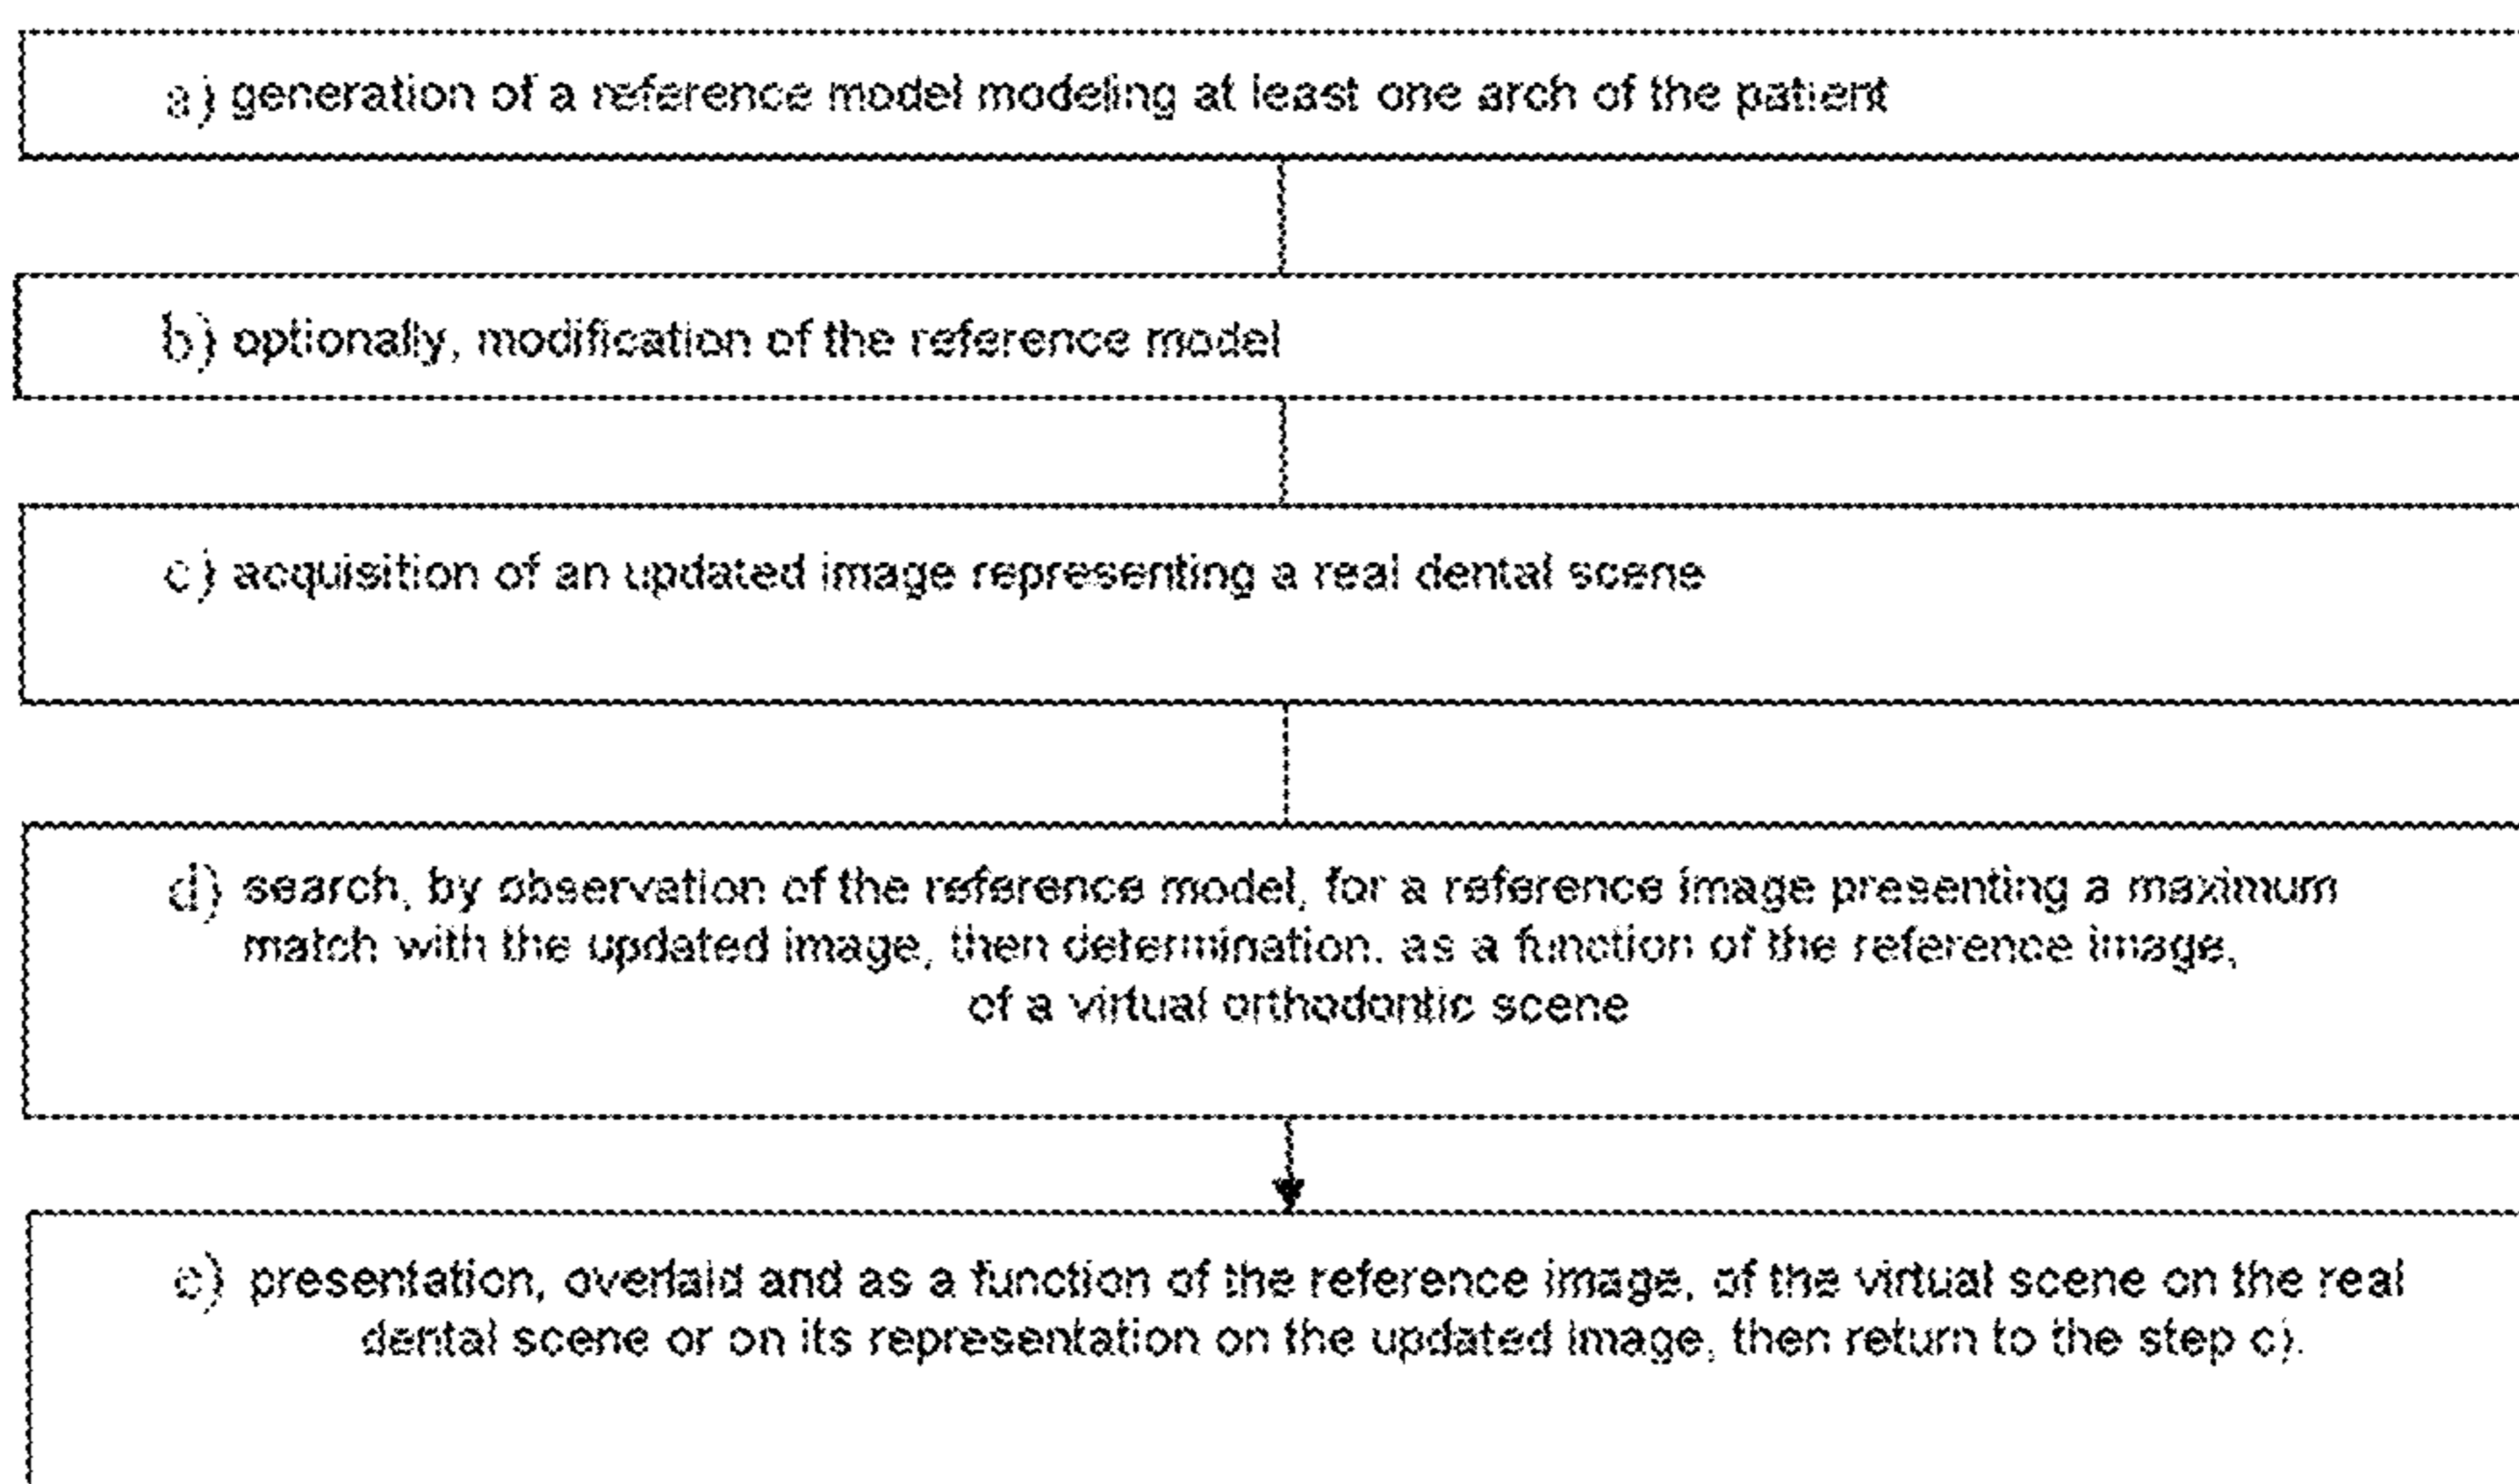 a) generation of a reference model modeling at least one arch of the patient
b) optionally, modification of the reference model
c) acquisition of an updated image representing a real dental scene
d) search, by observation of the reference model, for a reference image presenting a maximum
match with the updated image, then determination, as a function of the reference image,
of a virtual orthodontic scene
e) presentation, overlaid and as a function of the reference image, of the virtual scene on the real
dental scene or on its representation on the updated image, then return to the step c).